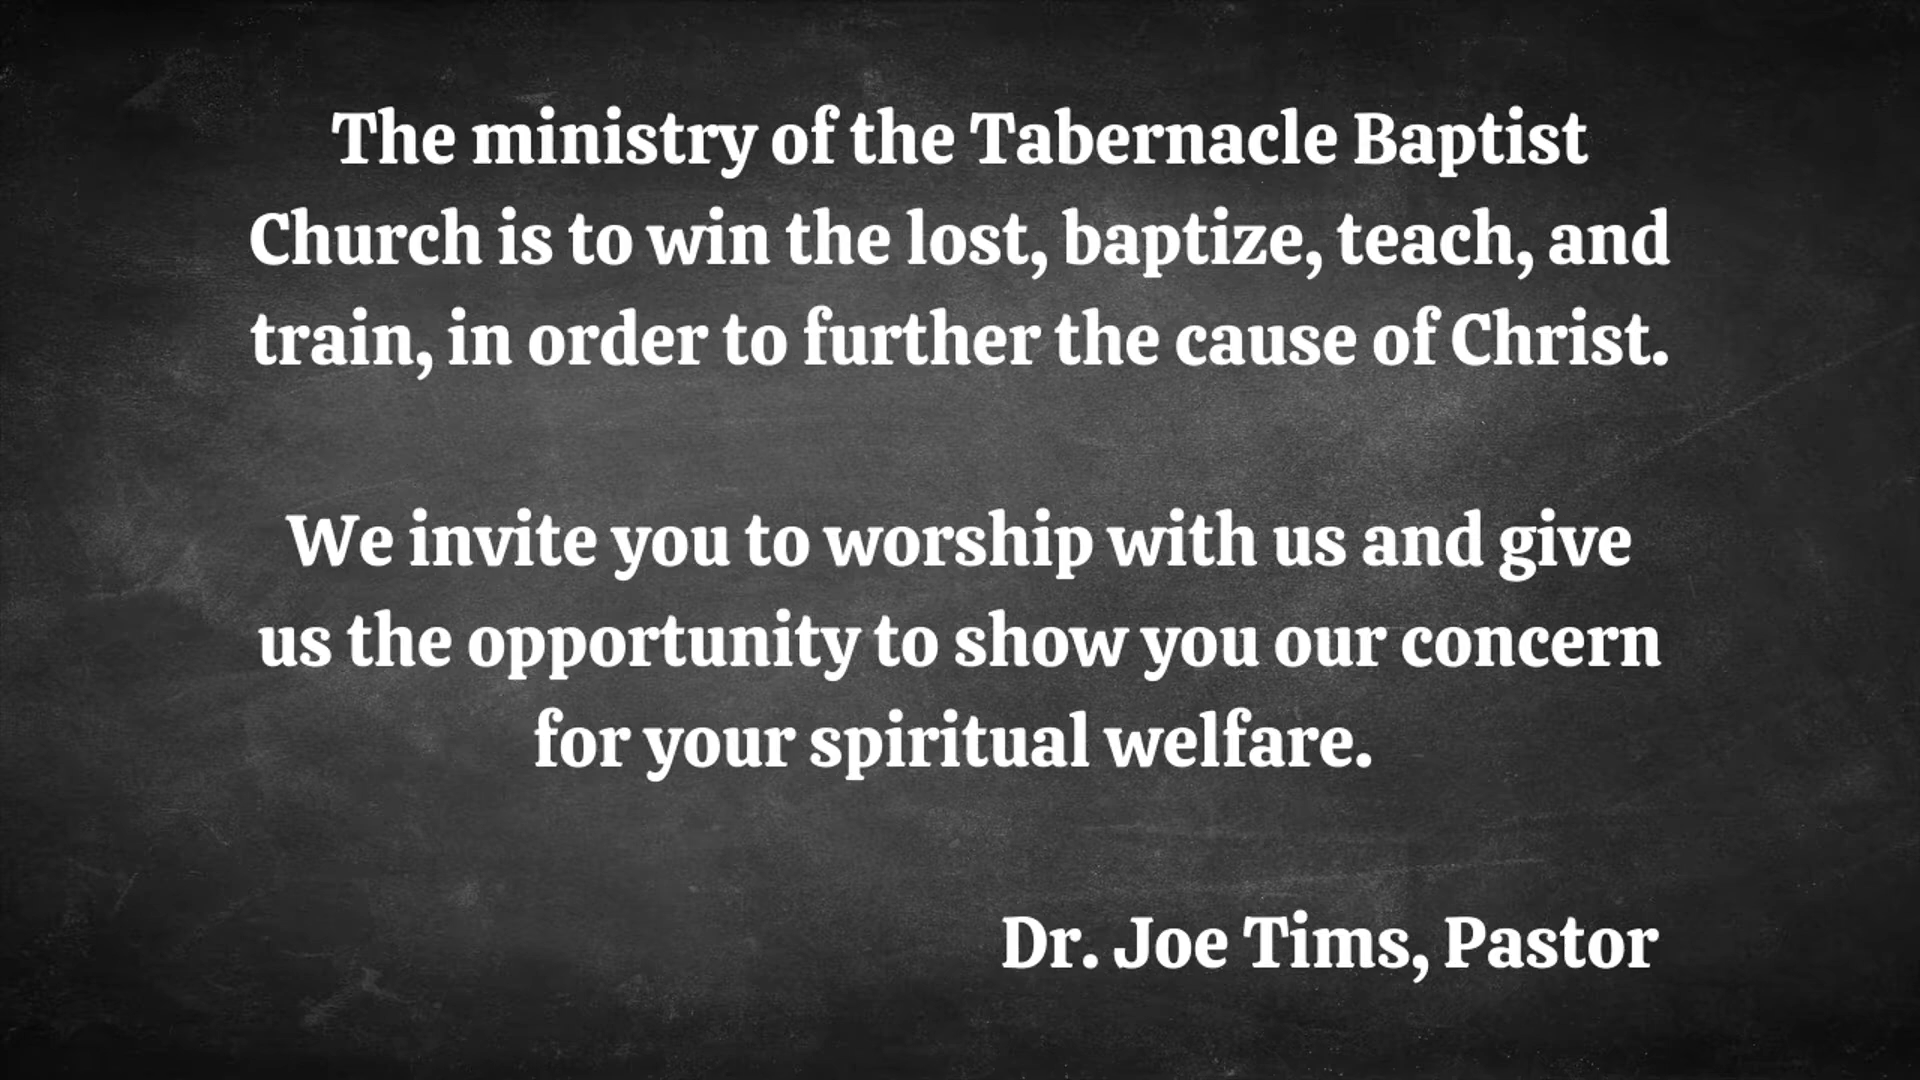 The ministry of the Tabernacle Baptist
Church is to win the lost, baptize, teach, and
train, in order to further the cause of Christ.
We invite you to worship with us and give
us the opportunity to show you our concern
for your spiritual welfare.
Dr. Joe Tims, Pastor